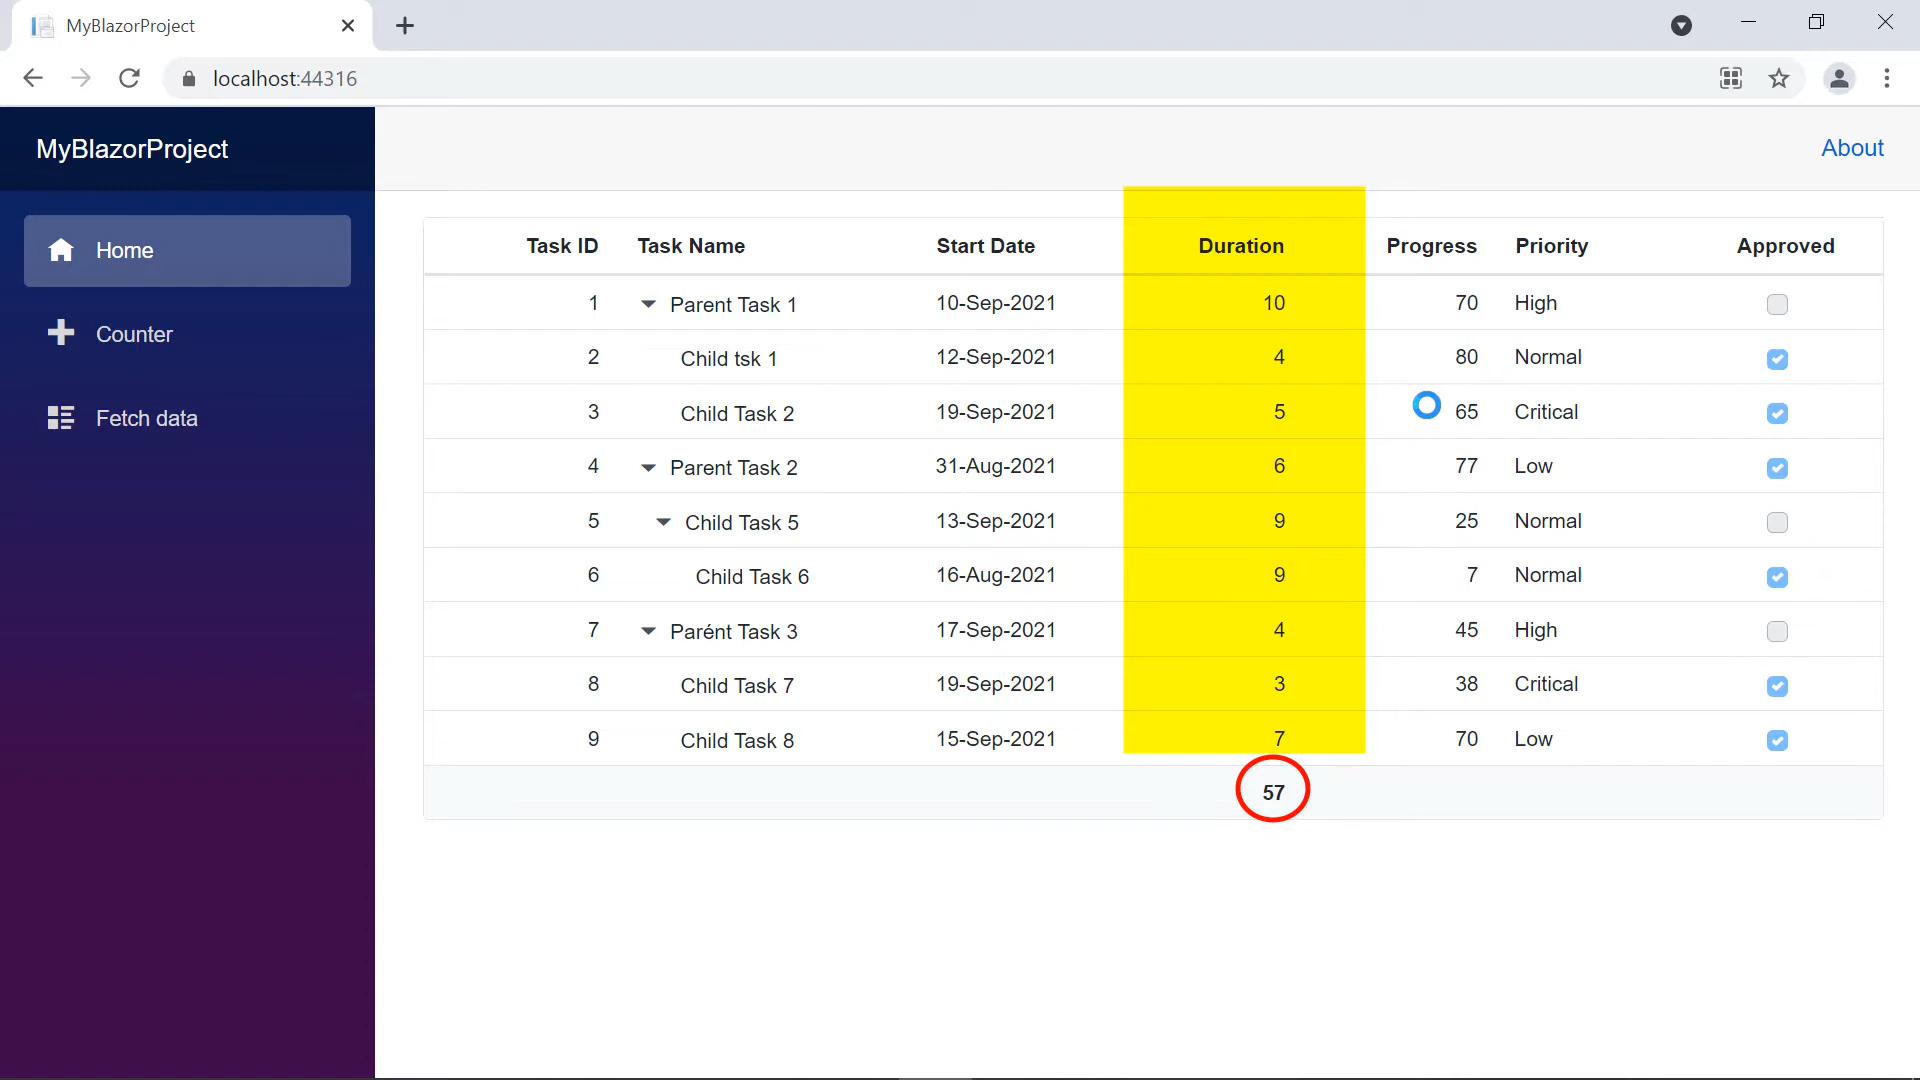 MyBlazorProject
localhost:44316
MyBlazorProject
About
Home
Counter
Fetch data
Task ID Task Name Start Date Duration Progress Priority Approved
1 Parent Task 1 10-Sep-2021 10 70 High
2 Child tsk 1 12-Sep-2021 4 80 Normal
3 Child Task 2 19-Sep-2021 5 65 Critical
4 Parent Task 2 31-Aug-2021 6 77 Low
5 Child Task 5 13-Sep-2021 9 25 Normal
6 Child Task 6 16-Aug-2021 9 7 Normal
7 Parént Task 3 17-Sep-2021 4 45 High
8 Child Task 7 19-Sep-2021 3 38 Critical
9 Child Task 8 15-Sep-2021 7 70 Low
57